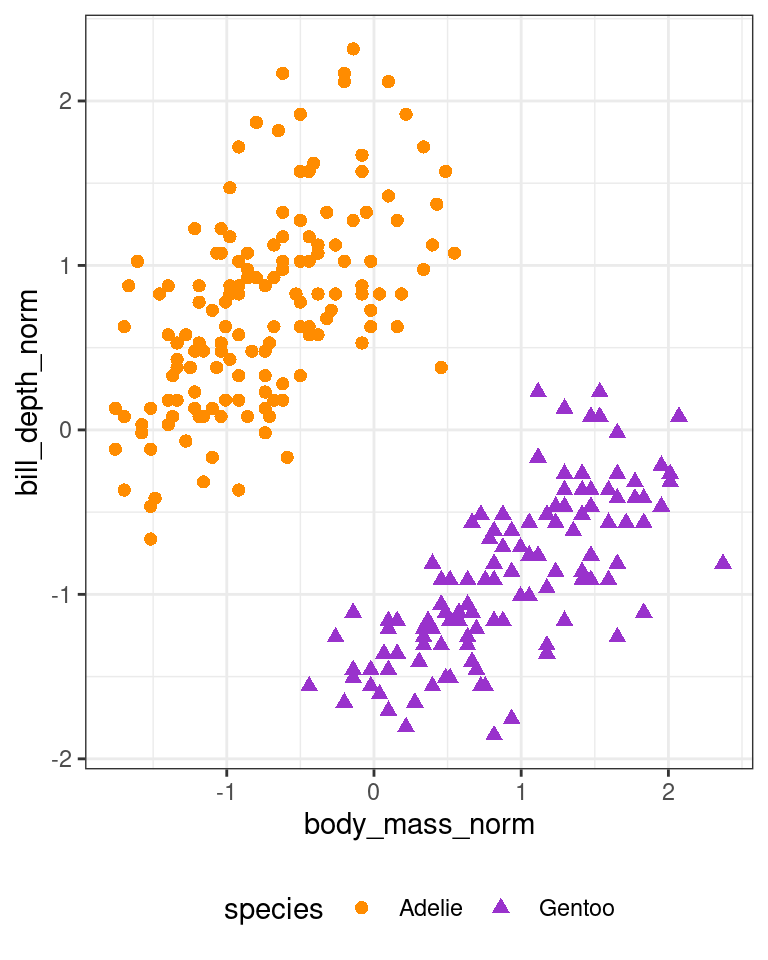 2
1
0
-1
-2
bill_depth_norm
-1 0 1 2
body_mass_norm
species Adelie Gentoo